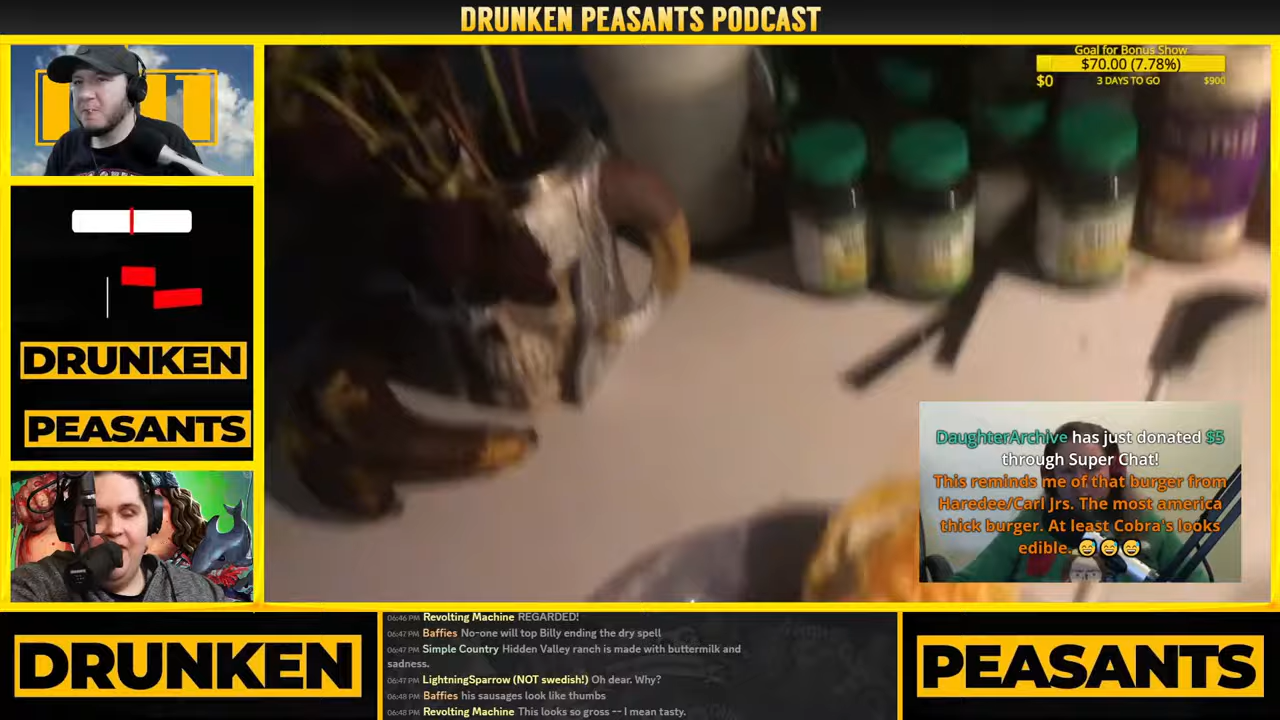 DRUNKEN PEASANTS PODCAST
Goal for Bonus Show
$70.00 (7.78%)
$0
3 DAYS TO GO
$900
DRUNKEN
PEASANTS
DaughterArchive has just donated $5
through Super Chat!
This reminds me of that burger from
Haredee/Carl Jrs. The most america
thick burger. At least Cobra's looks
edible. 😅😅😅
06:46 PM Revolting Machine REGARDED!
06:47 PM Baffies No-one will top Billy ending the dry spell
06:47 PM Simple Country Hidden Valley ranch is made with buttermilk and
sadness.
06:47 PM LightningSparrow (NOT swedish!) Oh dear. Why?
06:48 PM Baffies his sausages look like thumbs
06:48 PM Revolting Machine This looks so gross -- I mean tasty.
DRUNKEN
PEASANTS